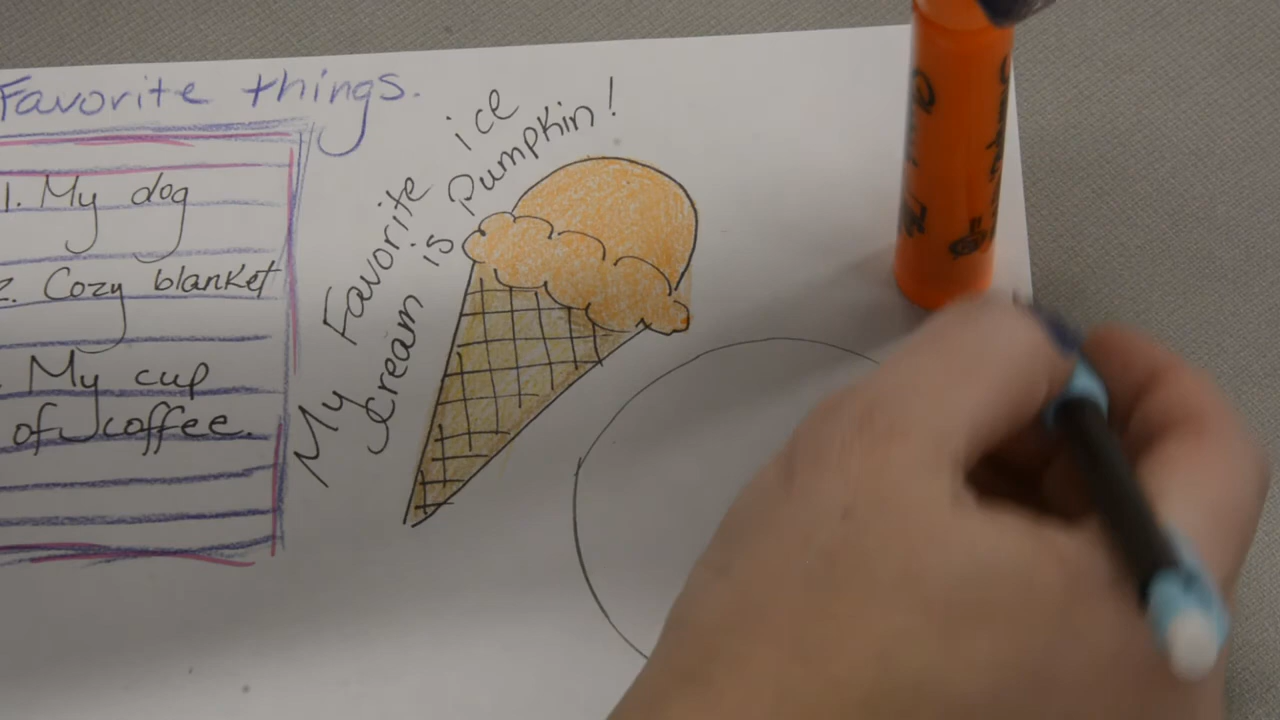 Favorite things.
1. My dog
2. Cozy blanket
. My cup
of coffee.
My Favorite ice
cream is Pumpkin!